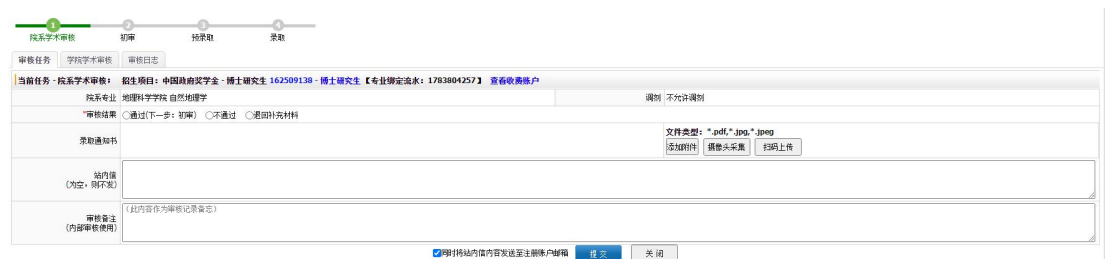 1 2 3 4
院系学术审核 初审 预录取 录取
审核任务 学院学术审核 审核日志
当前任务-院系学术审核： 招生项目：中国政府奖学金-博士研究生 162509138-博士研究生【专业绑定流水：1783804257】 查看收费账户
院系专业 地理科学学院 自然地理学 调剂 不允许调剂
*审核结果 通过(下一步：初审) 不通过 退回补充材料
录取通知书 文件类型：*.pdf,*.jpg,*.jpeg
添加附件 摄像头采集 扫码上传
站内信
(为空，则不发)
审核备注
(内部审核使用)
(此内容作为审核记录备忘)
同时将站内信内容发送至注册账户邮箱 提交 关闭